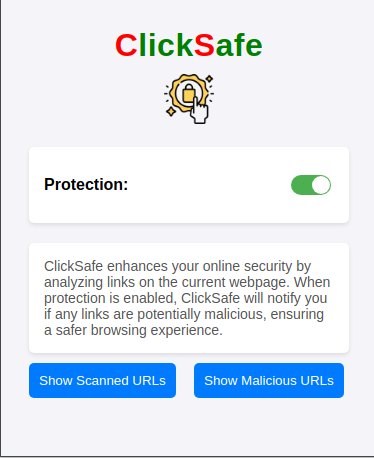 ClickSafe
Protection:
ClickSafe enhances your online security by
analyzing links on the current webpage. When
protection is enabled, ClickSafe will notify you
if any links are potentially malicious, ensuring
a safer browsing experience.
Show Scanned URLs
Show Malicious URLs